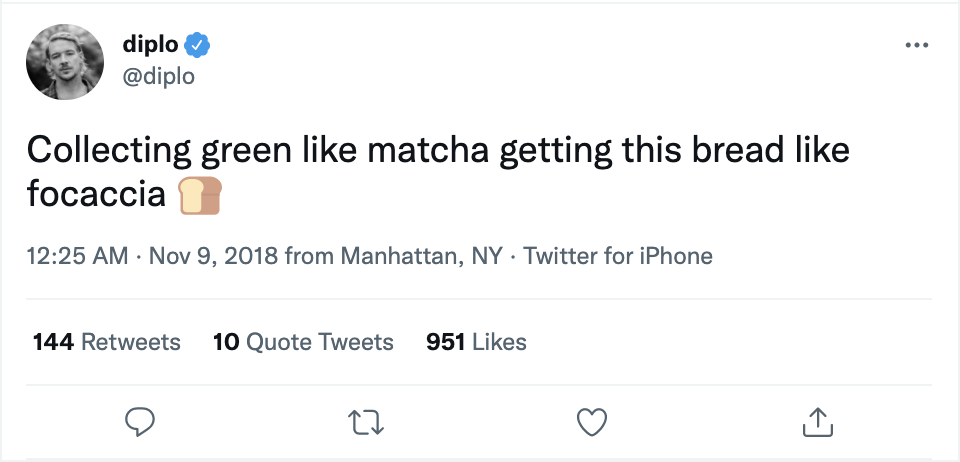 diplo
@diplo
Collecting green like matcha getting this bread like
focaccia 🍞
12:25 AM · Nov 9, 2018 from Manhattan, NY · Twitter for iPhone
144 Retweets 10 Quote Tweets 951 Likes